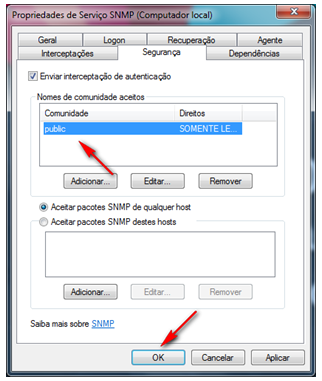 Propriedades de Serviço SNMP (Computador local)
Geral Logon Recuperação Agente
Interceptações Segurança Dependências
Enviar interceptação de autenticação
Nomes de comunidade aceitos
Comunidade Direitos
public SOMENTE LE...
Adicionar... Editar... Remover
Aceitar pacotes SNMP de qualquer host
Aceitar pacotes SNMP destes hosts
Adicionar... Editar... Remover
Saiba mais sobre SNMP
OK Cancelar Aplicar